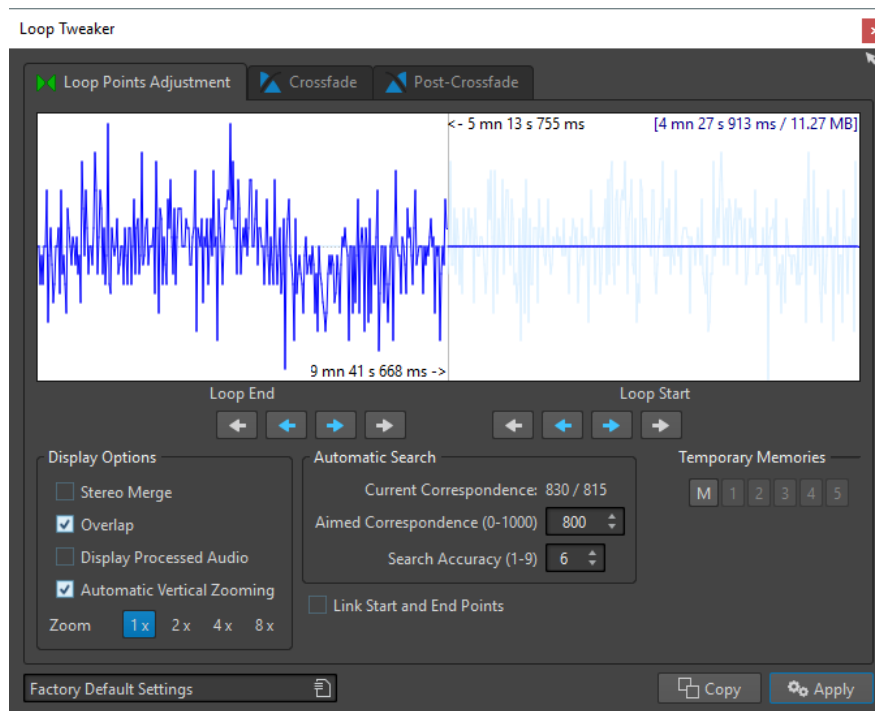 Loop Tweaker
Loop Points Adjustment Crossfade Post-Crossfade
<- 5 mn 13 s 755 ms [4 mn 27 s 913 ms / 11.27 MB]
9 mn 41 s 668 ms ->
Loop End Loop Start
Display Options
Stereo Merge
Overlap
Display Processed Audio
Automatic Vertical Zooming
Zoom 1 x 2 x 4 x 8 x
Automatic Search
Current Correspondence: 830 / 815
Aimed Correspondence (0-1000) 800
Search Accuracy (1-9) 6
Link Start and End Points
Temporary Memories
M 1 2 3 4 5
Factory Default Settings
Copy Apply